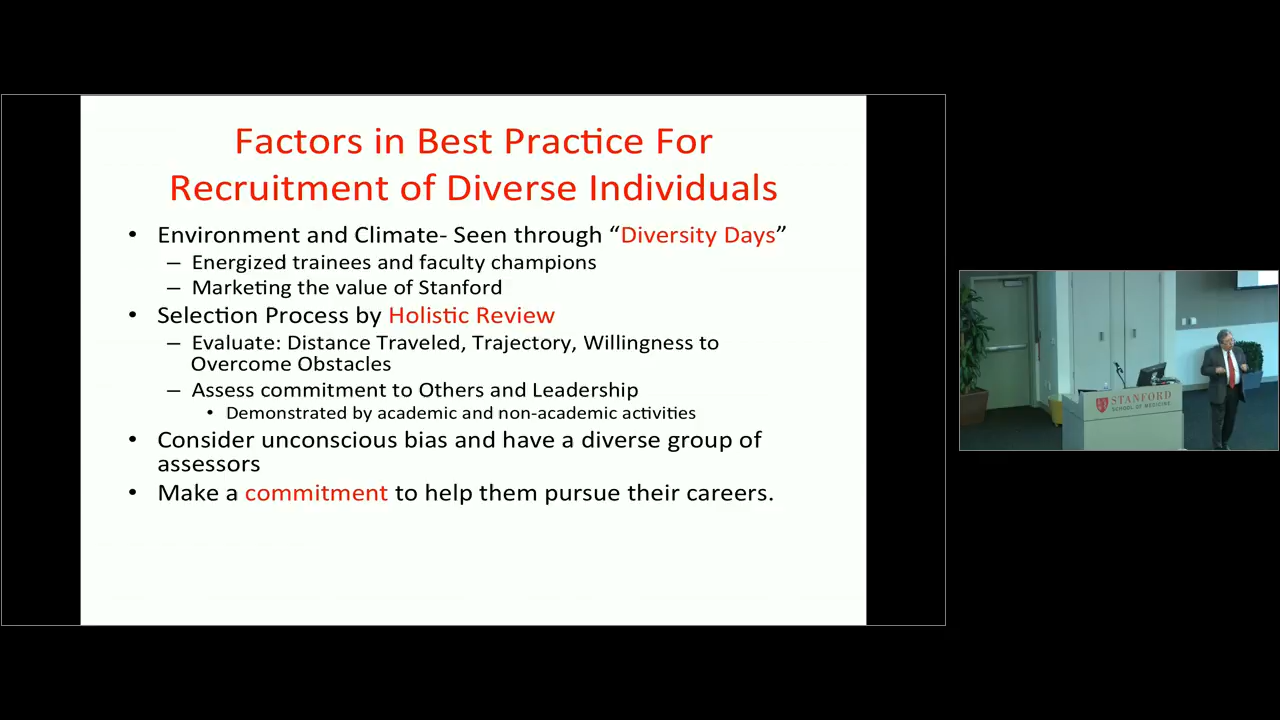 Factors in Best Practice For
Recruitment of Diverse Individuals
• Environment and Climate- Seen through “Diversity Days”
– Energized trainees and faculty champions
– Marketing the value of Stanford
• Selection Process by Holistic Review
– Evaluate: Distance Traveled, Trajectory, Willingness to
Overcome Obstacles
– Assess commitment to Others and Leadership
• Demonstrated by academic and non-academic activities
• Consider unconscious bias and have a diverse group of
assessors
• Make a commitment to help them pursue their careers.
STANFORD
SCHOOL OF MEDICINE